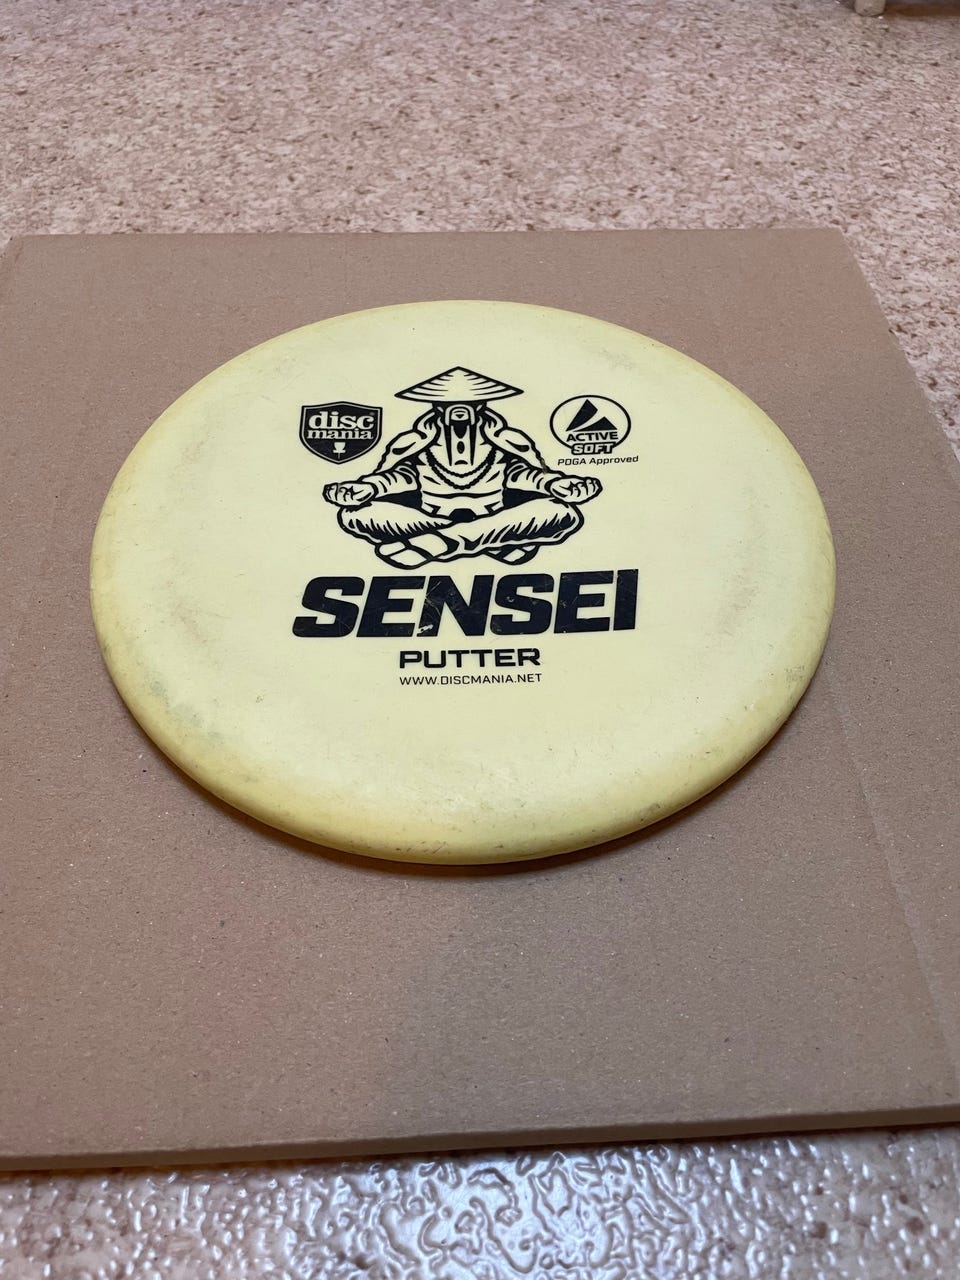 disc
mania
ACTIVE
SOFT
PDGA Approved
SENSEI
PUTTER
WWW.DISCMANIA.NET